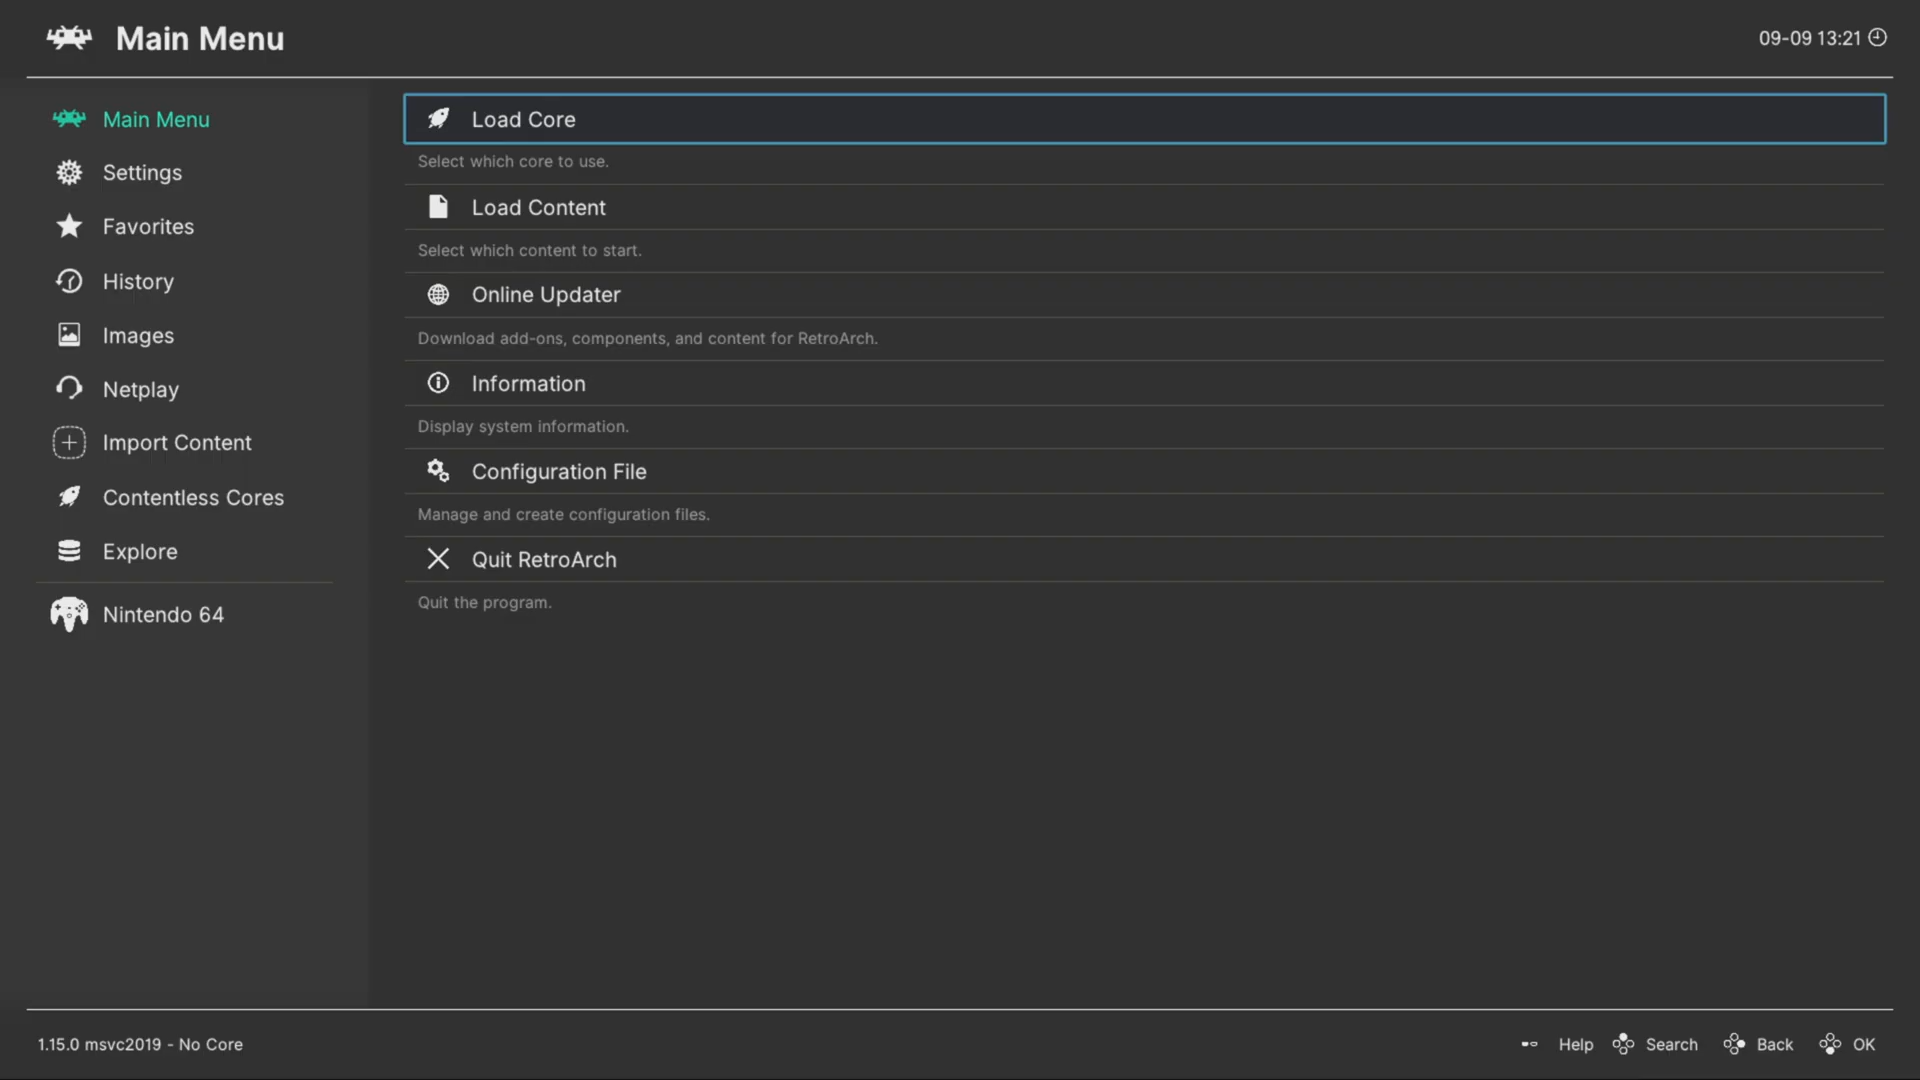 Main Menu
09-09 13:21
Main Menu
Settings
Favorites
History
Images
Netplay
Import Content
Contentless Cores
Explore
Nintendo 64
Load Core
Select which core to use.
Load Content
Select which content to start.
Online Updater
Download add-ons, components, and content for RetroArch.
Information
Display system information.
Configuration File
Manage and create configuration files.
Quit RetroArch
Quit the program.
1.15.0 msvc2019 - No Core
Help Search Back OK